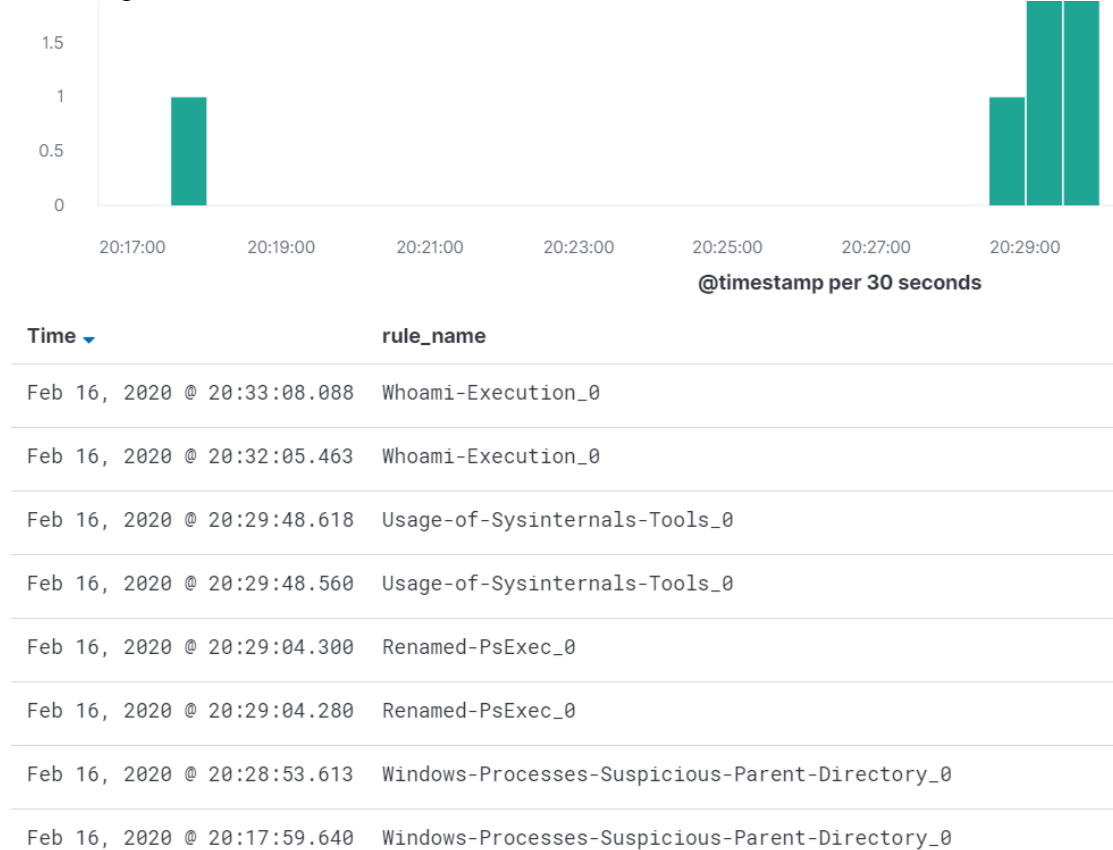 1.5
1
0.5
0
20:17:00 20:19:00 20:21:00 20:23:00 20:25:00 20:27:00 20:29:00
@timestamp per 30 seconds
Time rule_name
Feb 16, 2020 @ 20:33:08.088 Whoami-Execution_0
Feb 16, 2020 @ 20:32:05.463 Whoami-Execution_0
Feb 16, 2020 @ 20:29:48.618 Usage-of-Sysinternals-Tools_0
Feb 16, 2020 @ 20:29:48.560 Usage-of-Sysinternals-Tools_0
Feb 16, 2020 @ 20:29:04.300 Renamed-PsExec_0
Feb 16, 2020 @ 20:29:04.280 Renamed-PsExec_0
Feb 16, 2020 @ 20:28:53.613 Windows-Processes-Suspicious-Parent-Directory_0
Feb 16, 2020 @ 20:17:59.640 Windows-Processes-Suspicious-Parent-Directory_0